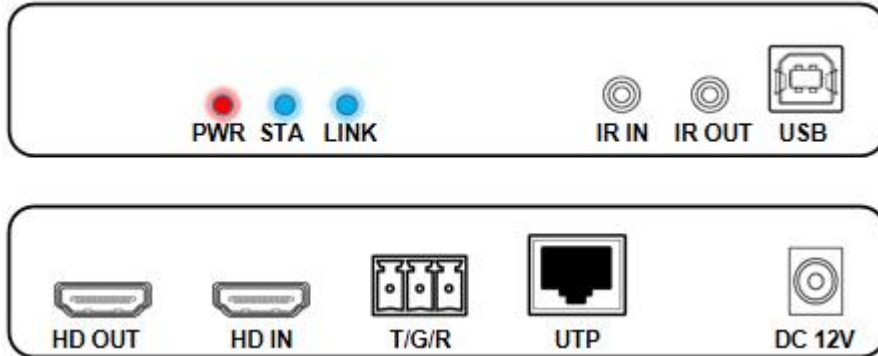 PWR STA LINK IR IN IR OUT USB
HD OUT HD IN T/G/R UTP DC 12V